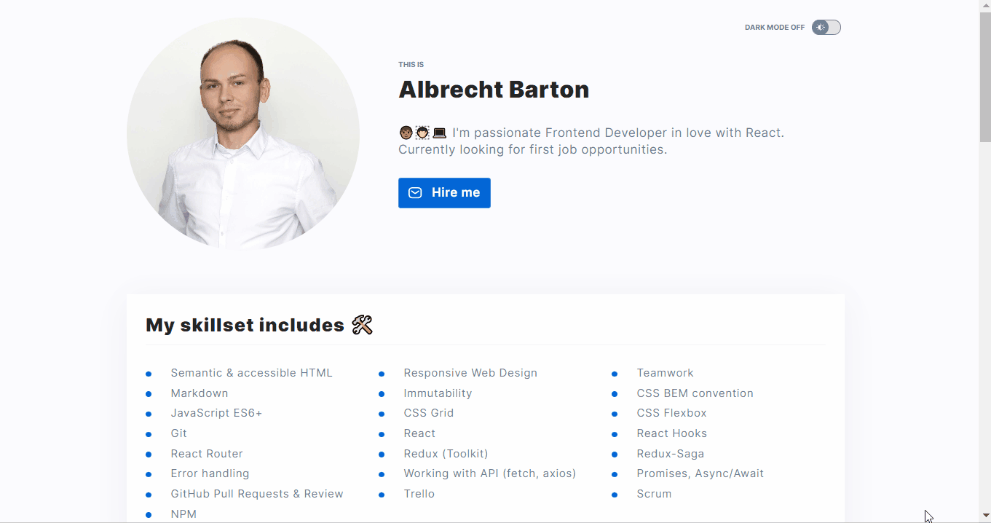 DARK MODE OFF
THIS IS
Albrecht Barton
I'm passionate Frontend Developer in love with React.
Currently looking for first job opportunities.
Hire me
My skillset includes
Semantic & accessible HTML
Responsive Web Design
Teamwork
Markdown
Immutability
CSS BEM convention
JavaScript ES6+
CSS Grid
CSS Flexbox
Git
React
React Hooks
React Router
Redux (Toolkit)
Redux-Saga
Error handling
Working with API (fetch, axios)
Promises, Async/Await
GitHub Pull Requests & Review
Trello
Scrum
NPM